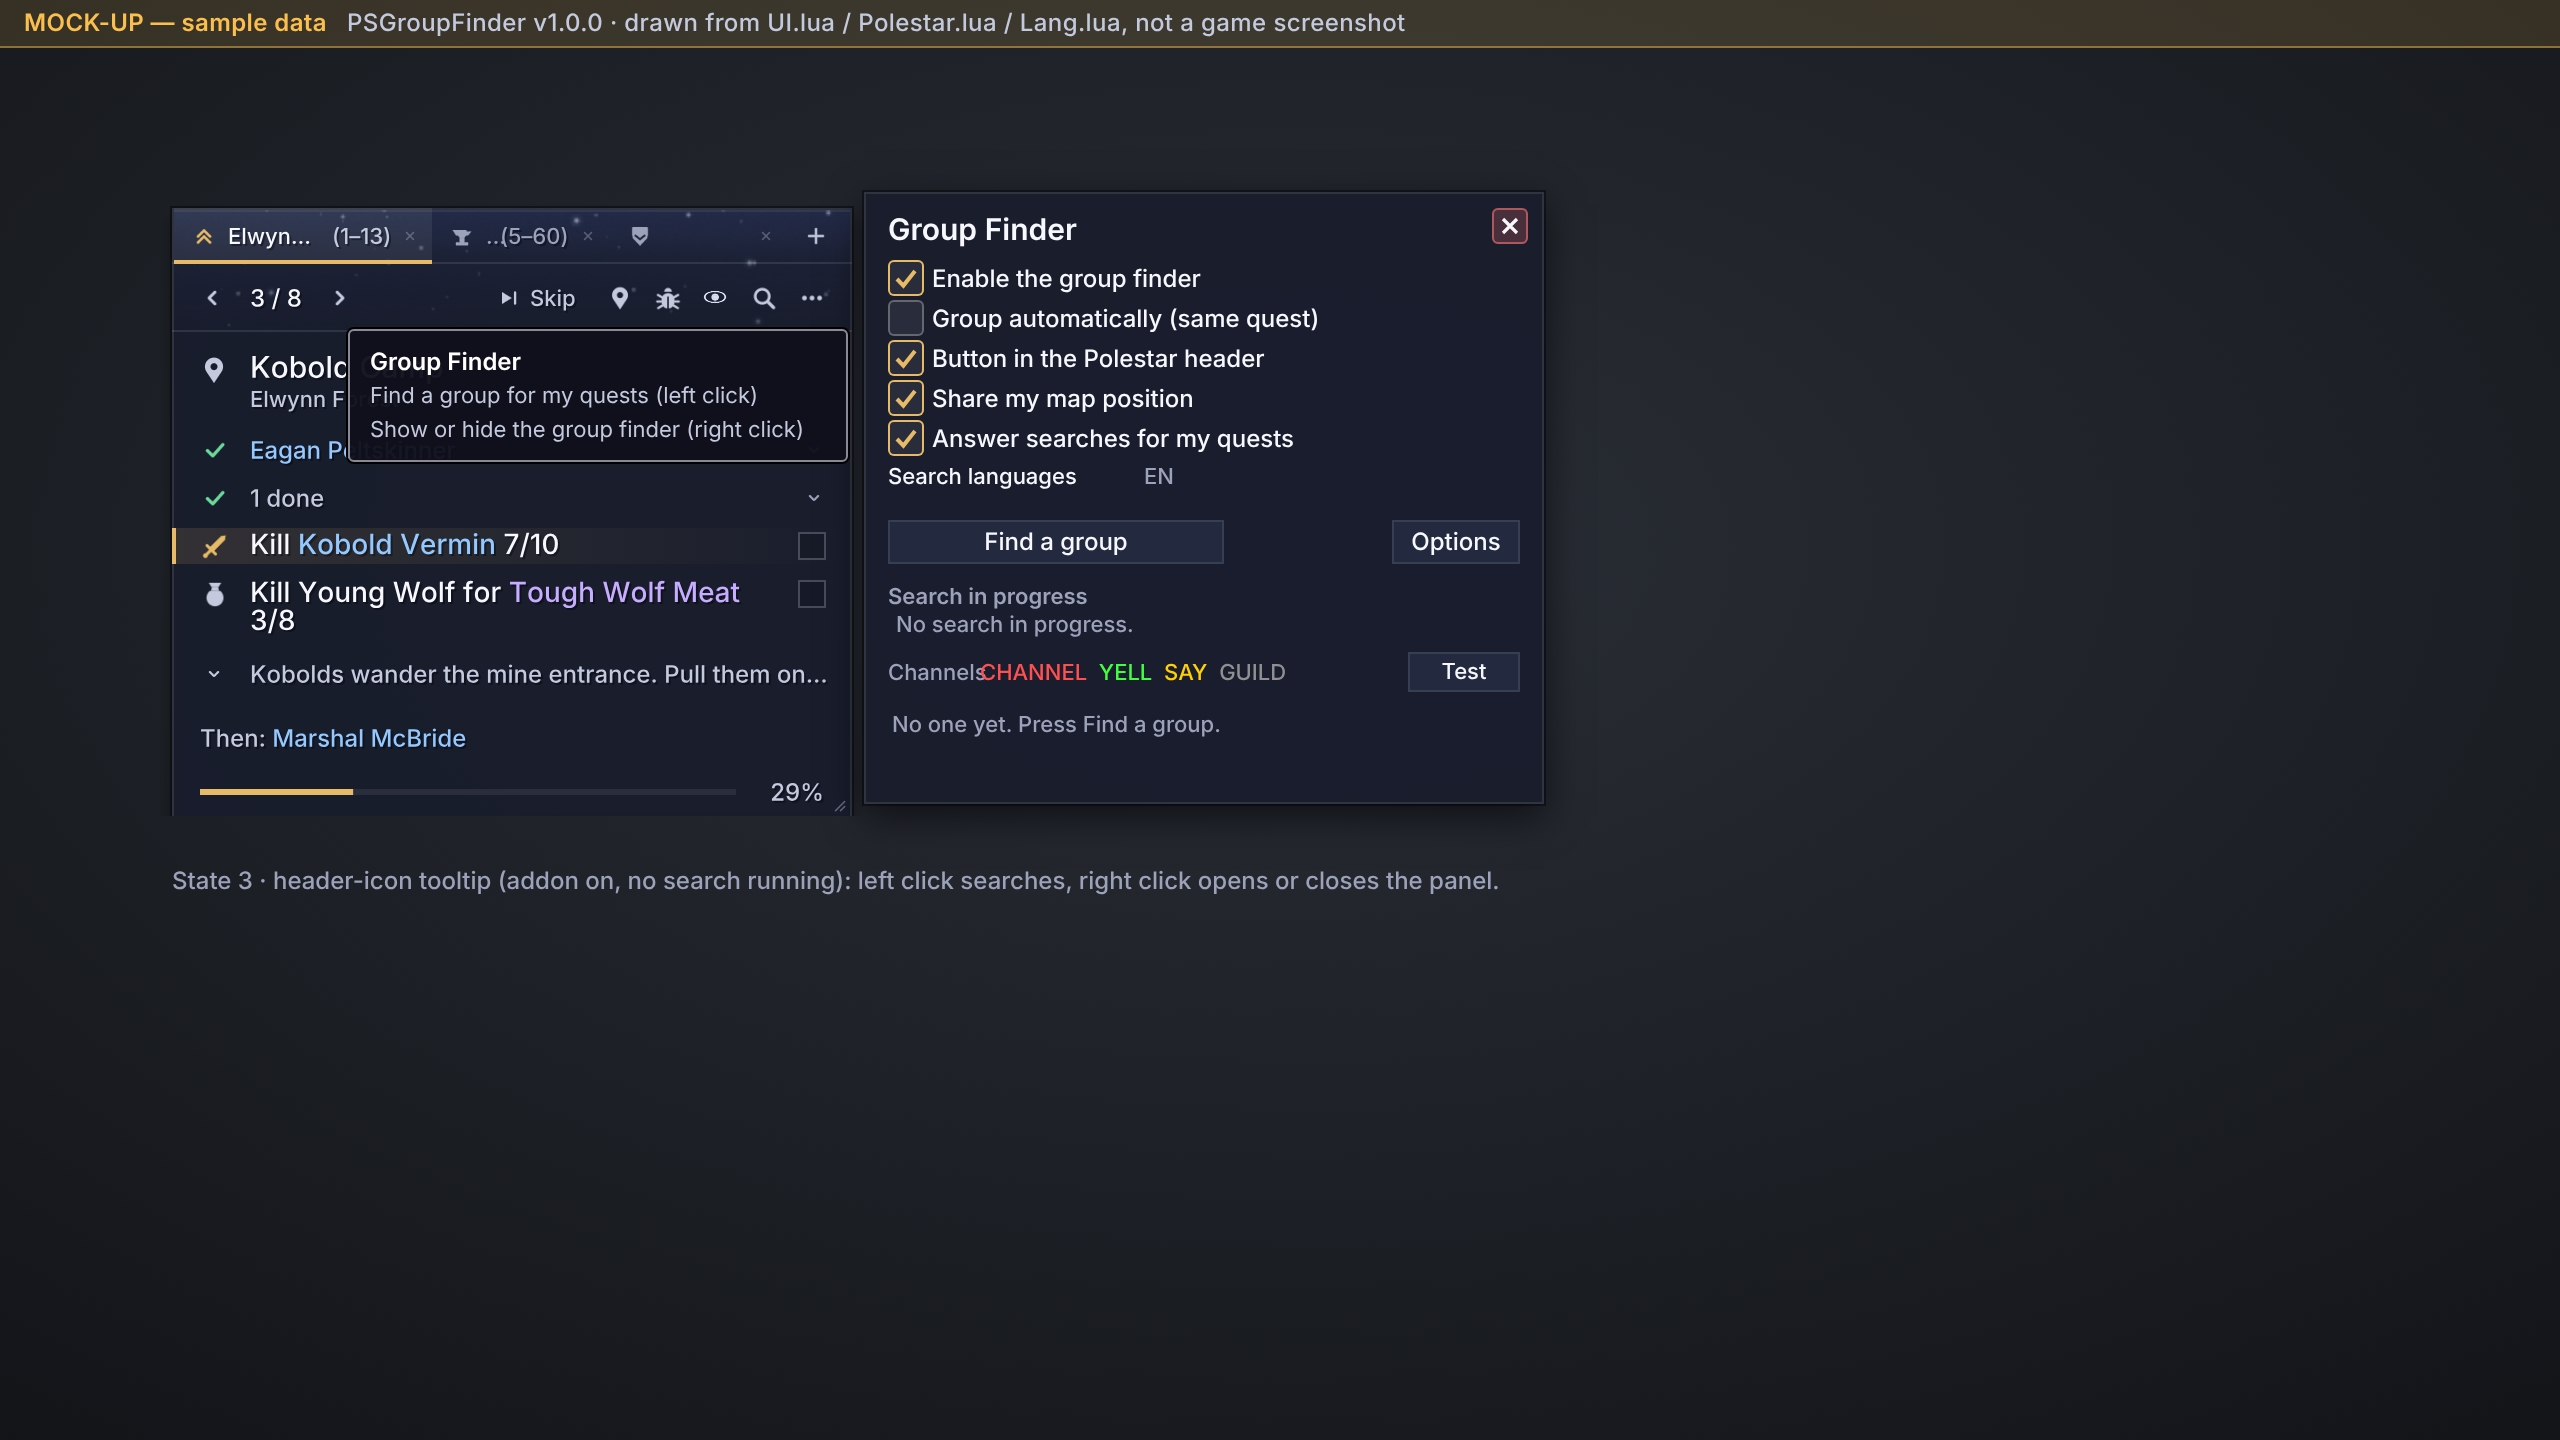 MOCK-UP — sample data PSGroupFinder v1.0.0 · drawn from UI.lua / Polestar.lua / Lang.lua, not a game screenshot
Elwyn... (1–13) × ...(5–60) × × +
3 / 8
Skip
Kobold
Elwynn F
Eagan Peltskinner
1 done
Kill Kobold Vermin 7/10
Kill Young Wolf for Tough Wolf Meat
3/8
Kobolds wander the mine entrance. Pull them on...
Then: Marshal McBride
29%
Group Finder
Find a group for my quests (left click)
Show or hide the group finder (right click)
Group Finder
Enable the group finder
Group automatically (same quest)
Button in the Polestar header
Share my map position
Answer searches for my quests
Search languages EN
Find a group Options
Search in progress
No search in progress.
Channels CHANNEL YELL SAY GUILD Test
No one yet. Press Find a group.
State 3 · header-icon tooltip (addon on, no search running): left click searches, right click opens or closes the panel.